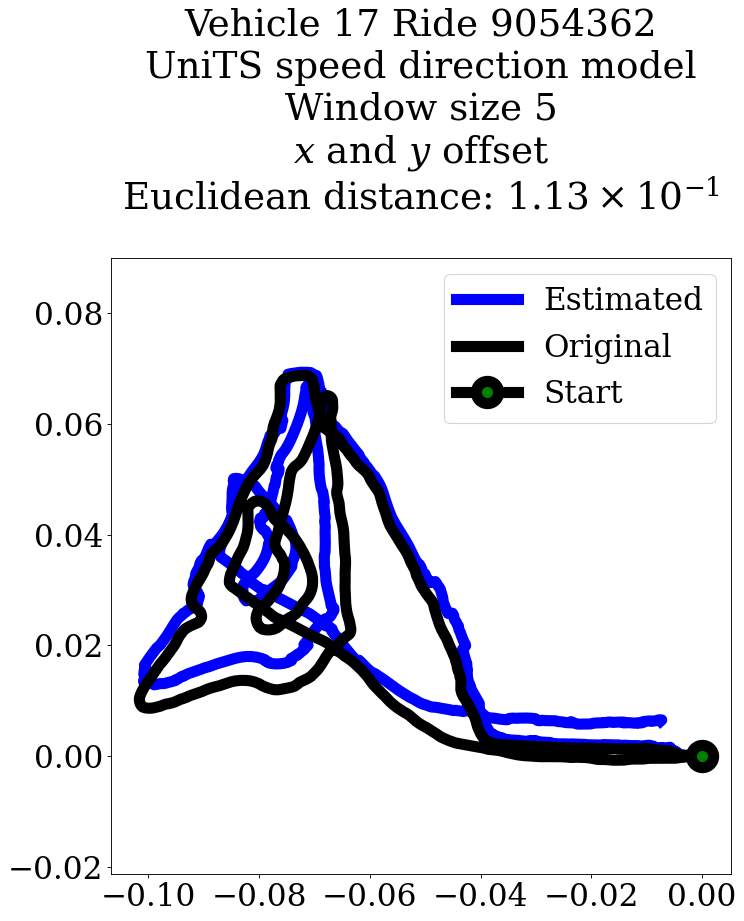 Vehicle 17 Ride 9054362
UniTS speed direction model
Window size 5
x and y offset
Euclidean distance: 1.13 × 10⁻¹
Estimated
Original
Start
0.08
0.06
0.04
0.02
0.00
−0.02
−0.10 −0.08 −0.06 −0.04 −0.02 0.00